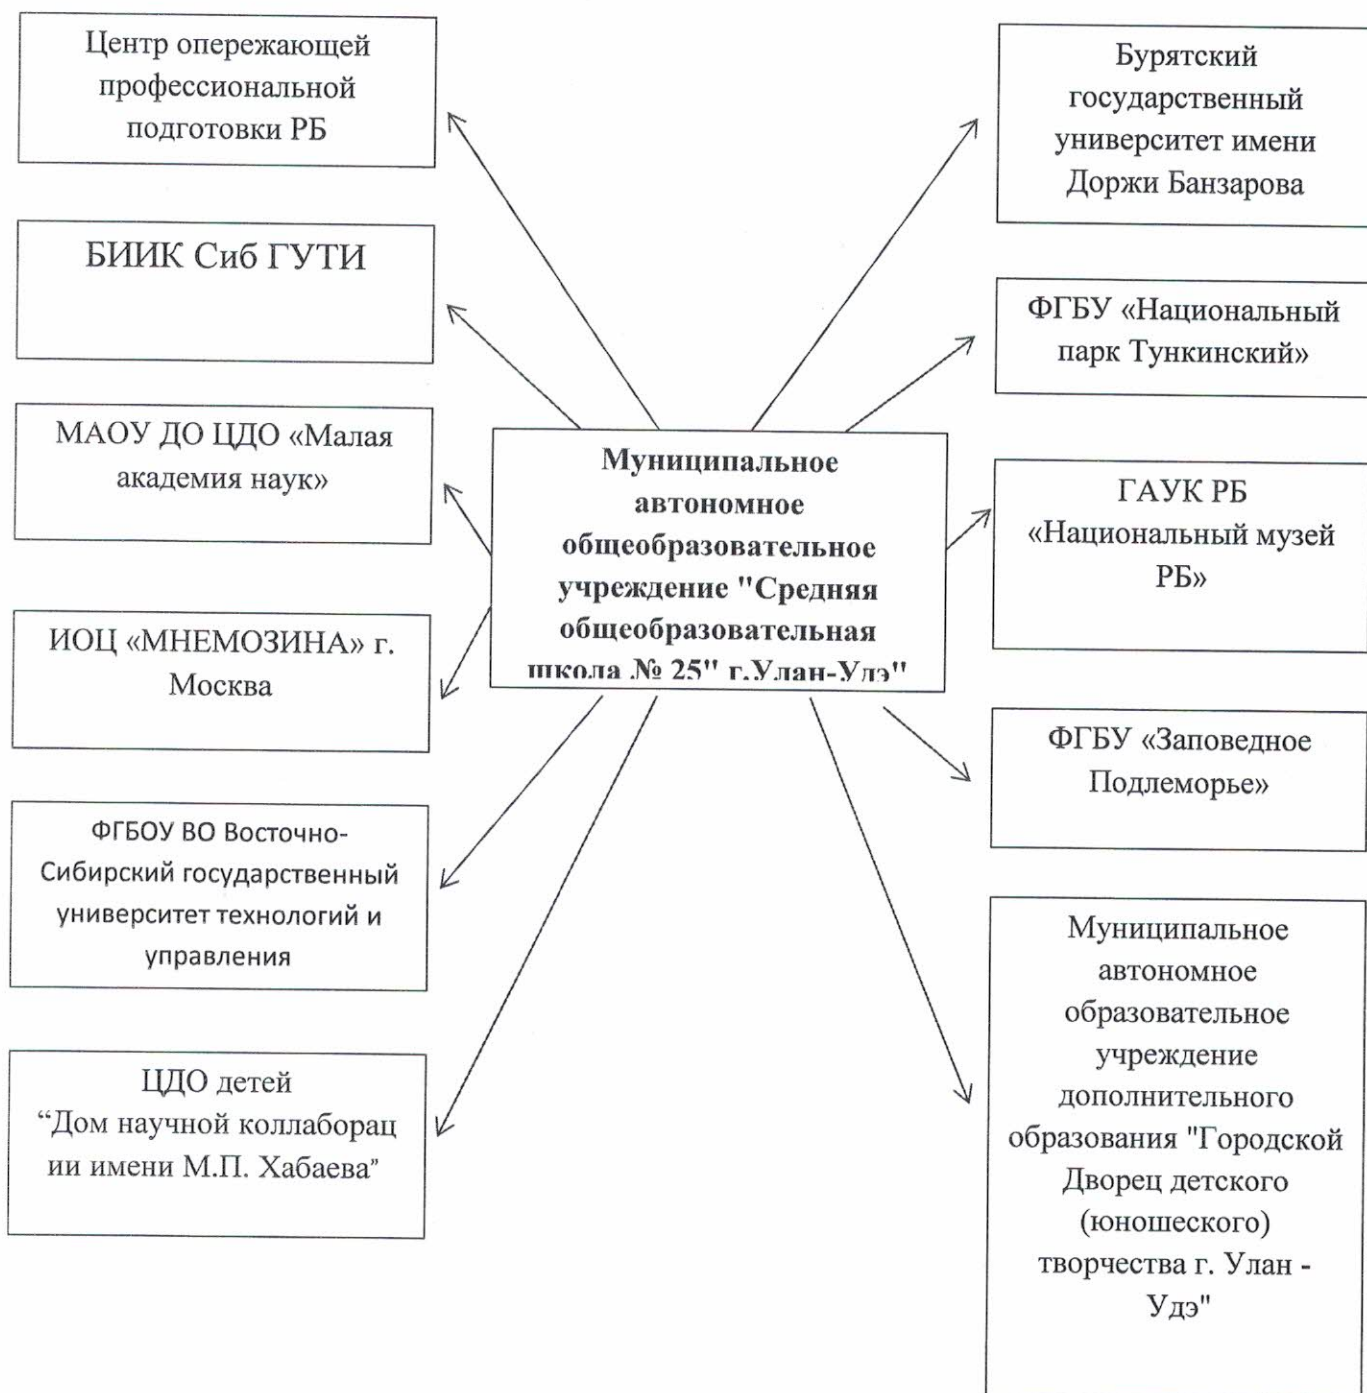 Центр опережающей
профессиональной
подготовки РБ
БИИК Сиб ГУТИ
МАОУ ДО ЦДО «Малая
академия наук»
ИОЦ «МНЕМОЗИНА» г.
Москва
ФГБОУ ВО Восточно-
Сибирский государственный
университет технологий и
управления
ЦДО детей
“Дом научной коллаборац
ии имени М.П. Хабаева”
Муниципальное
автономное
общеобразовательное
учреждение "Средняя
общеобразовательная
школа № 25" г.Улан-Удэ"
Бурятский
государственный
университет имени
Доржи Банзарова
ФГБУ «Национальный
парк Тункинский»
ГАУК РБ
«Национальный музей
РБ»
ФГБУ «Заповедное
Подлеморье»
Муниципальное
автономное
образовательное
учреждение
дополнительного
образования "Городской
Дворец детского
(юношеского)
творчества г. Улан -
Удэ"